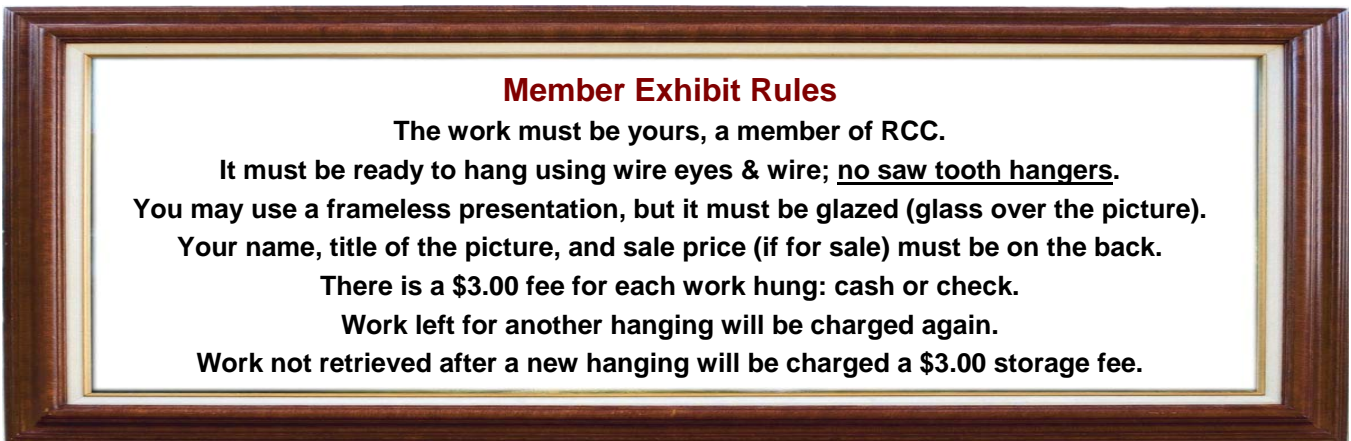 Member Exhibit Rules
The work must be yours, a member of RCC.
It must be ready to hang using wire eyes & wire; no saw tooth hangers.
You may use a frameless presentation, but it must be glazed (glass over the picture).
Your name, title of the picture, and sale price (if for sale) must be on the back.
There is a $3.00 fee for each work hung: cash or check.
Work left for another hanging will be charged again.
Work not retrieved after a new hanging will be charged a $3.00 storage fee.